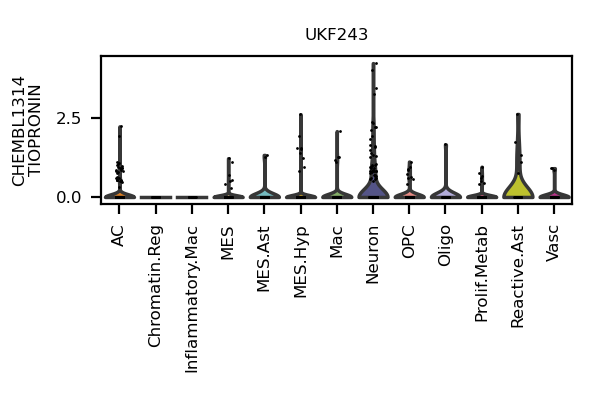 UKF243
CHEMBL1314
TIOPRONIN
2.5
0.0
AC
Chromatin.Reg
Inflammatory.Mac
MES
MES.Ast
MES.Hyp
Mac
Neuron
OPC
Oligo
Prolif.Metab
Reactive.Ast
Vasc